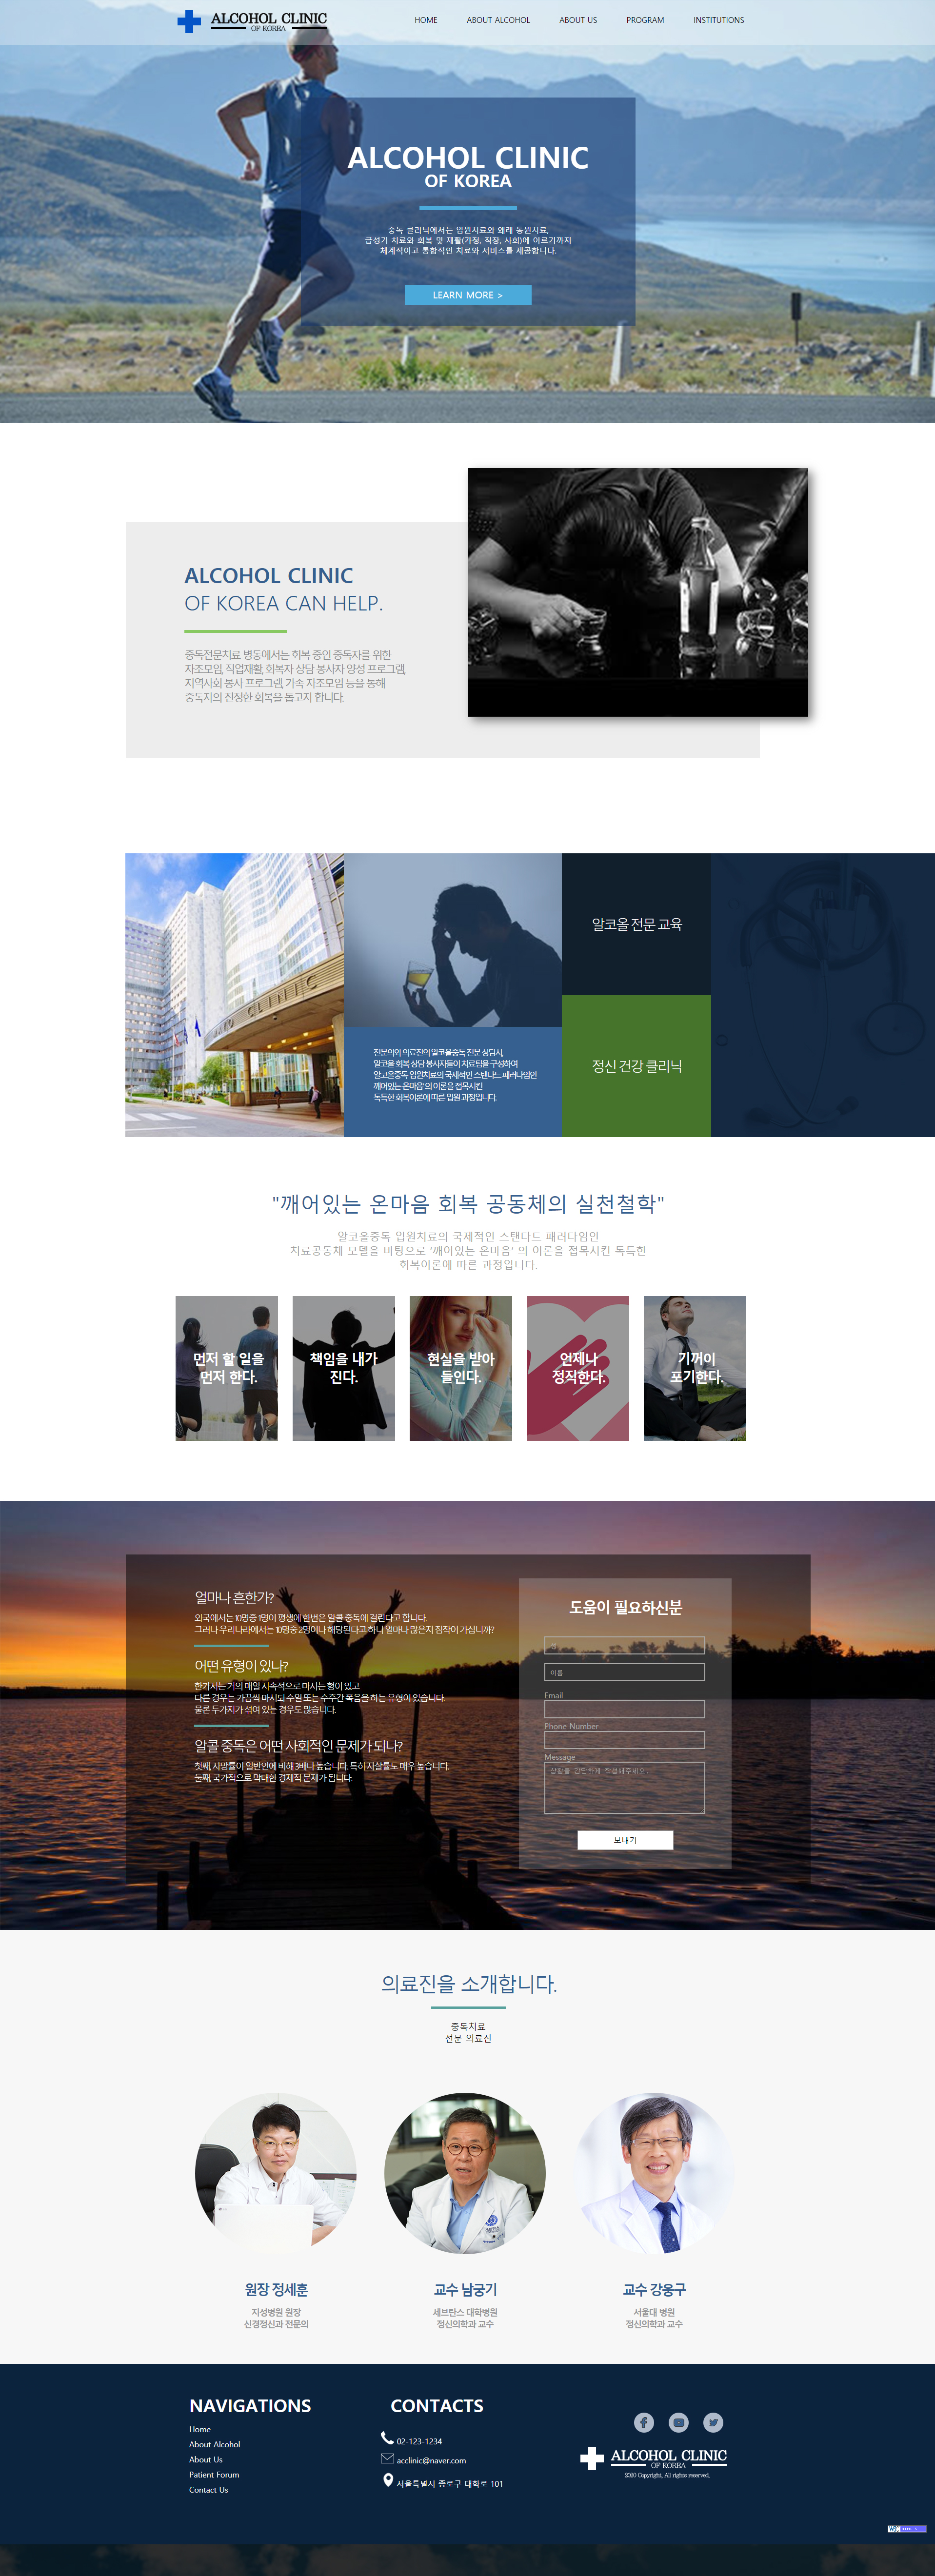 ALCOHOL CLINIC
OF KOREA
HOME
ABOUT ALCOHOL
ABOUT US
PROGRAM
INSTITUTIONS
ALCOHOL CLINIC
OF KOREA
중독 클리닉에서는 입원치료와 왜래 통원치료,
급성기 치료와 회복 및 재활(가정, 직장, 사회)에 이르기까지
체계적이고 통합적인 치료와 서비스를 제공합니다.
LEARN MORE >
ALCOHOL CLINIC
OF KOREA CAN HELP.
중독전문치료 병동에서는 회복 중인 중독자를 위한
자조모임, 직업재활, 회복자 상담 봉사자 양성 프로그램,
지역사회 봉사 프로그램, 가족 자조모임 등을 통해
중독자의 진정한 회복을 돕고자 합니다.
CLINIC
전문의와 의료진의 알코올중독 전문 상담사,
알코올 회복 상담 봉사자들이 치료팀을 구성하여
알코올중독 입원치료의 국제적인 스탠다드 패러다임인
깨어있는 온마음' 의 이론을 접목시킨
독특한 회복이론에 따른 입원 과정입니다.
알코올 전문 교육
정신 건강 클리닉
"깨어있는 온마음 회복 공동체의 실천철학"
알코올중독 입원치료의 국제적인 스탠다드 패러다임인
치료공동체 모델을 바탕으로 '깨어있는 온마음' 의 이론을 접목시킨 독특한
회복이론에 따른 과정입니다.
먼저 할 일을
먼저 한다.
책임을 내가
진다.
현실을 받아
들인다.
언제나
정직한다.
기꺼이
포기한다.
얼마나 흔한가?
외국에서는 10명중 1명이 평생에 한번은 알콜 중독에 걸린다고 합니다.
그러나 우리나라에서는 10명중 2명이나 해당된다고 하니 얼마나 많은지 짐작이 가십니까?
어떤 유형이 있나?
한가지는 거의 매일 지속적으로 마시는 형이 있고
다른 경우는 가끔씩 마시되 수일 또는 수주간 폭음을 하는 유형이 있습니다.
물론 두가지가 섞여 있는 경우도 많습니다.
알콜 중독은 어떤 사회적인 문제가 되나?
첫째, 사망률이 일반인에 비해 3배나 높습니다. 특히 자살률도 매우 높습니다.
둘째, 국가적으로 막대한 경제적 문제가 됩니다.
도움이 필요하신분
성
이름
Email
Phone Number
Message
상황을 간단하게 작성해주세요.
보내기
의료진을 소개합니다.
중독치료
전문 의료진
원장 정세훈
지성병원 원장
신경정신과 전문의
교수 남궁기
세브란스 대학병원
정신의학과 교수
교수 강웅구
서울대 병원
정신의학과 교수
NAVIGATIONS
Home
About Alcohol
About Us
Patient Forum
Contact Us
CONTACTS
02-123-1234
acclinic@naver.com
서울특별시 종로구 대학로 101
ALCOHOL CLINIC
OF KOREA
2020 Copyright, All rights reserved.